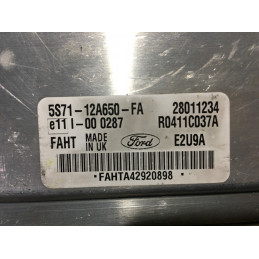 5S71-12A650-FA 28011234
e11 I-00 0287 R0411C037A
FAHT MADE IN UK Ford E2U9A
*FAHTA42920898*